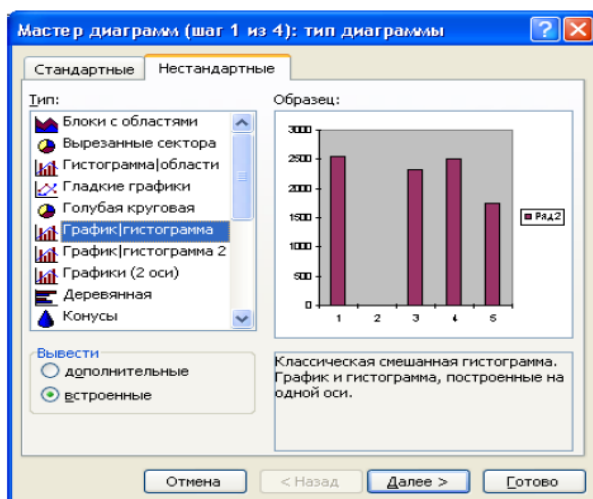 Мастер диаграмм (шаг 1 из 4): тип диаграммы
Стандартные
Нестандартные
Тип:
Блоки с областями
Вырезанные сектора
Гистограмма|области
Гладкие графики
Голубая круговая
График|гистограмма
График|гистограмма 2
Графики (2 оси)
Деревянная
Конусы
Вывести
дополнительные
встроенные
Образец:
3000
2500
2000
1500
1000
500
0
1 2 3 4 5
Ряд2
Классическая смешанная гистограмма.
График и гистограмма, построенные на
одной оси.
Отмена
< Назад
Далее >
Готово